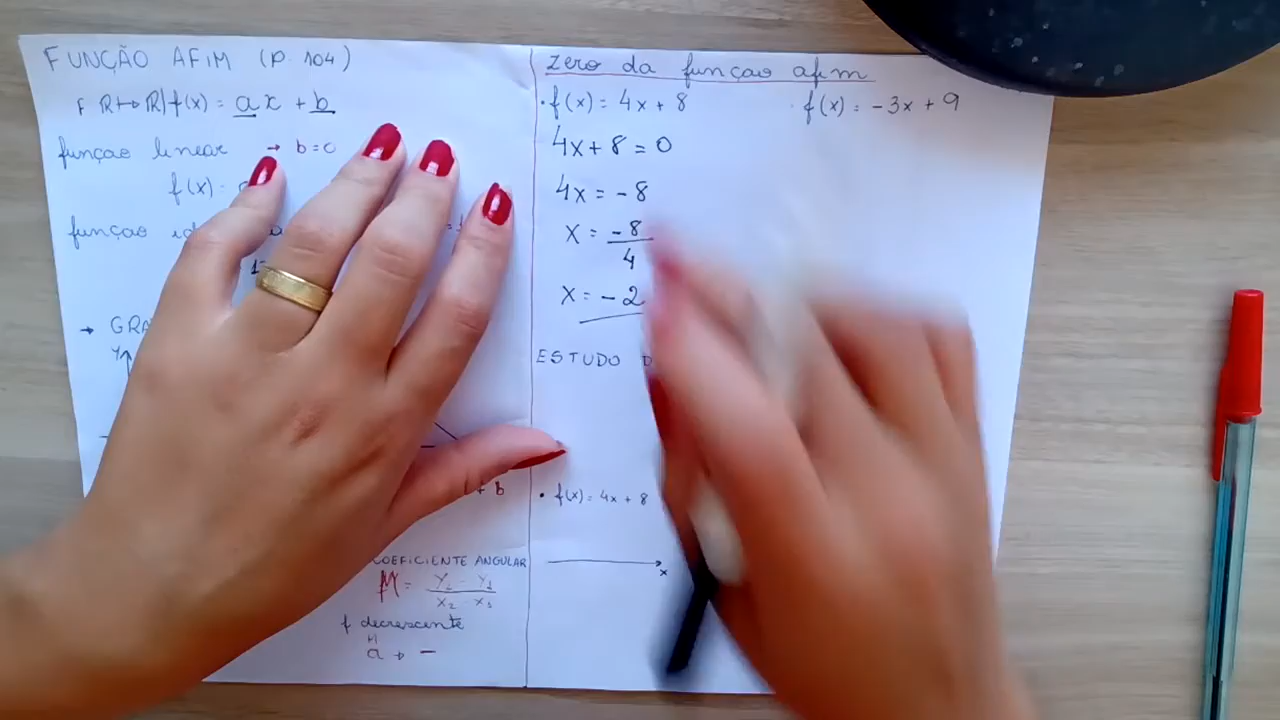 FUNÇÃO AFIM (P. 104)
F R↦R|f(x) = ax + b
função linear → b=0
f(x) =
função
→ GRA
Y
+ b
COEFICIENTE ANGULAR
M = Y₂ - Y₁
X₂ - X₁
f decrescente
a → -
zero da função afim
• f(x) = 4x + 8
4x + 8 = 0
4x = -8
x = -8
4
x = -2
• f(x) = -3x + 9
ESTUDO D
• f(x) = 4x + 8
x